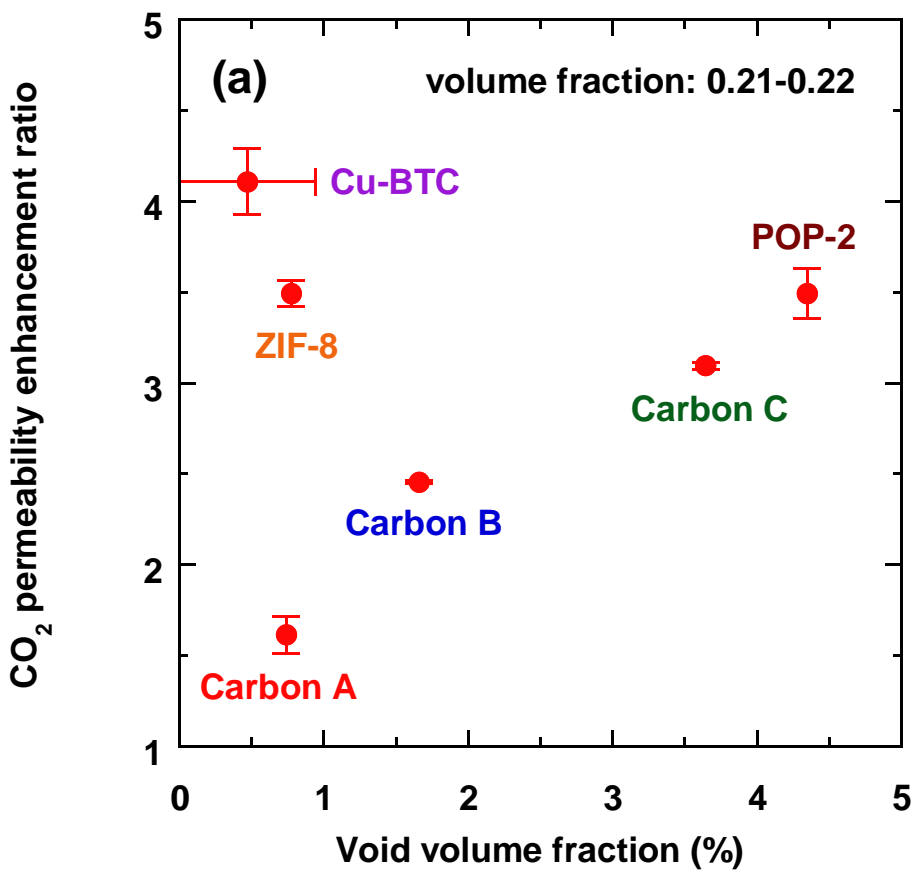 (a)
volume fraction: 0.21-0.22
Cu-BTC
POP-2
ZIF-8
Carbon C
Carbon B
Carbon A
CO2 permeability enhancement ratio
5
4
3
2
1
0 1 2 3 4 5
Void volume fraction (%)